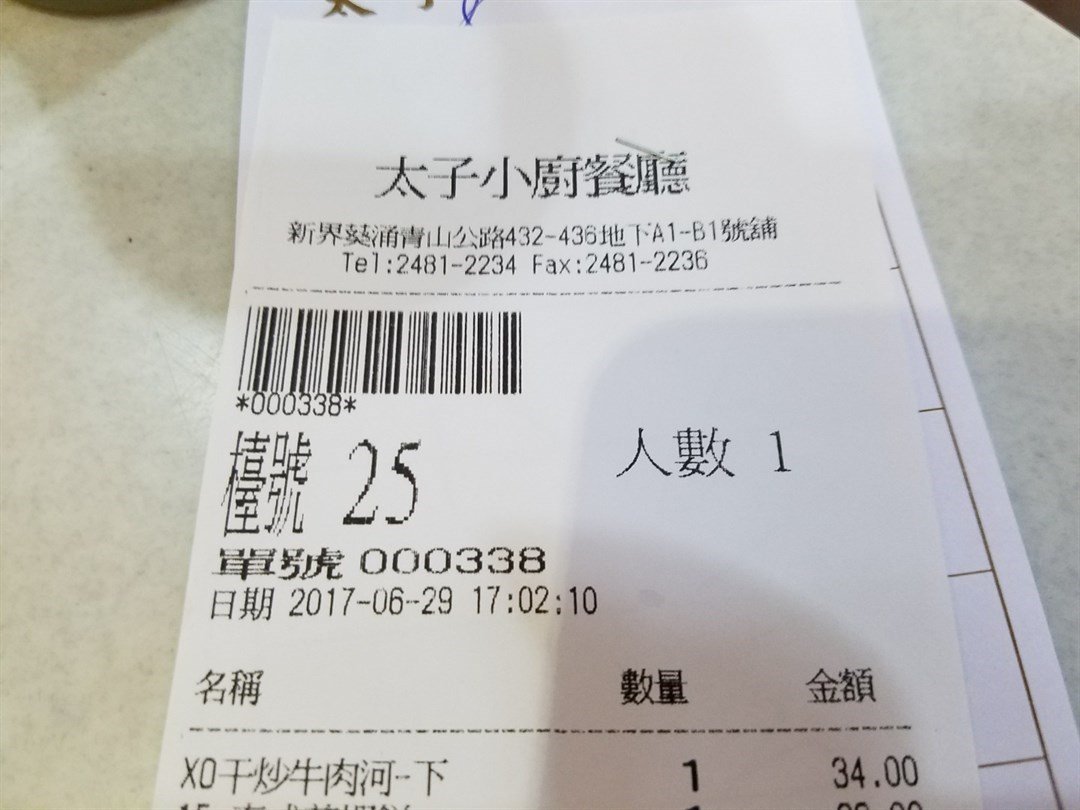 太子
太子小廚餐廳
新界葵涌青山公路432-436地下A1-B1號舖
Tel:2481-2234 Fax:2481-2236
*000338*
檯號 25
人數 1
單號 000338
日期 2017-06-29 17:02:10
名稱 數量 金額
XO干炒牛肉河-下 1 34.00